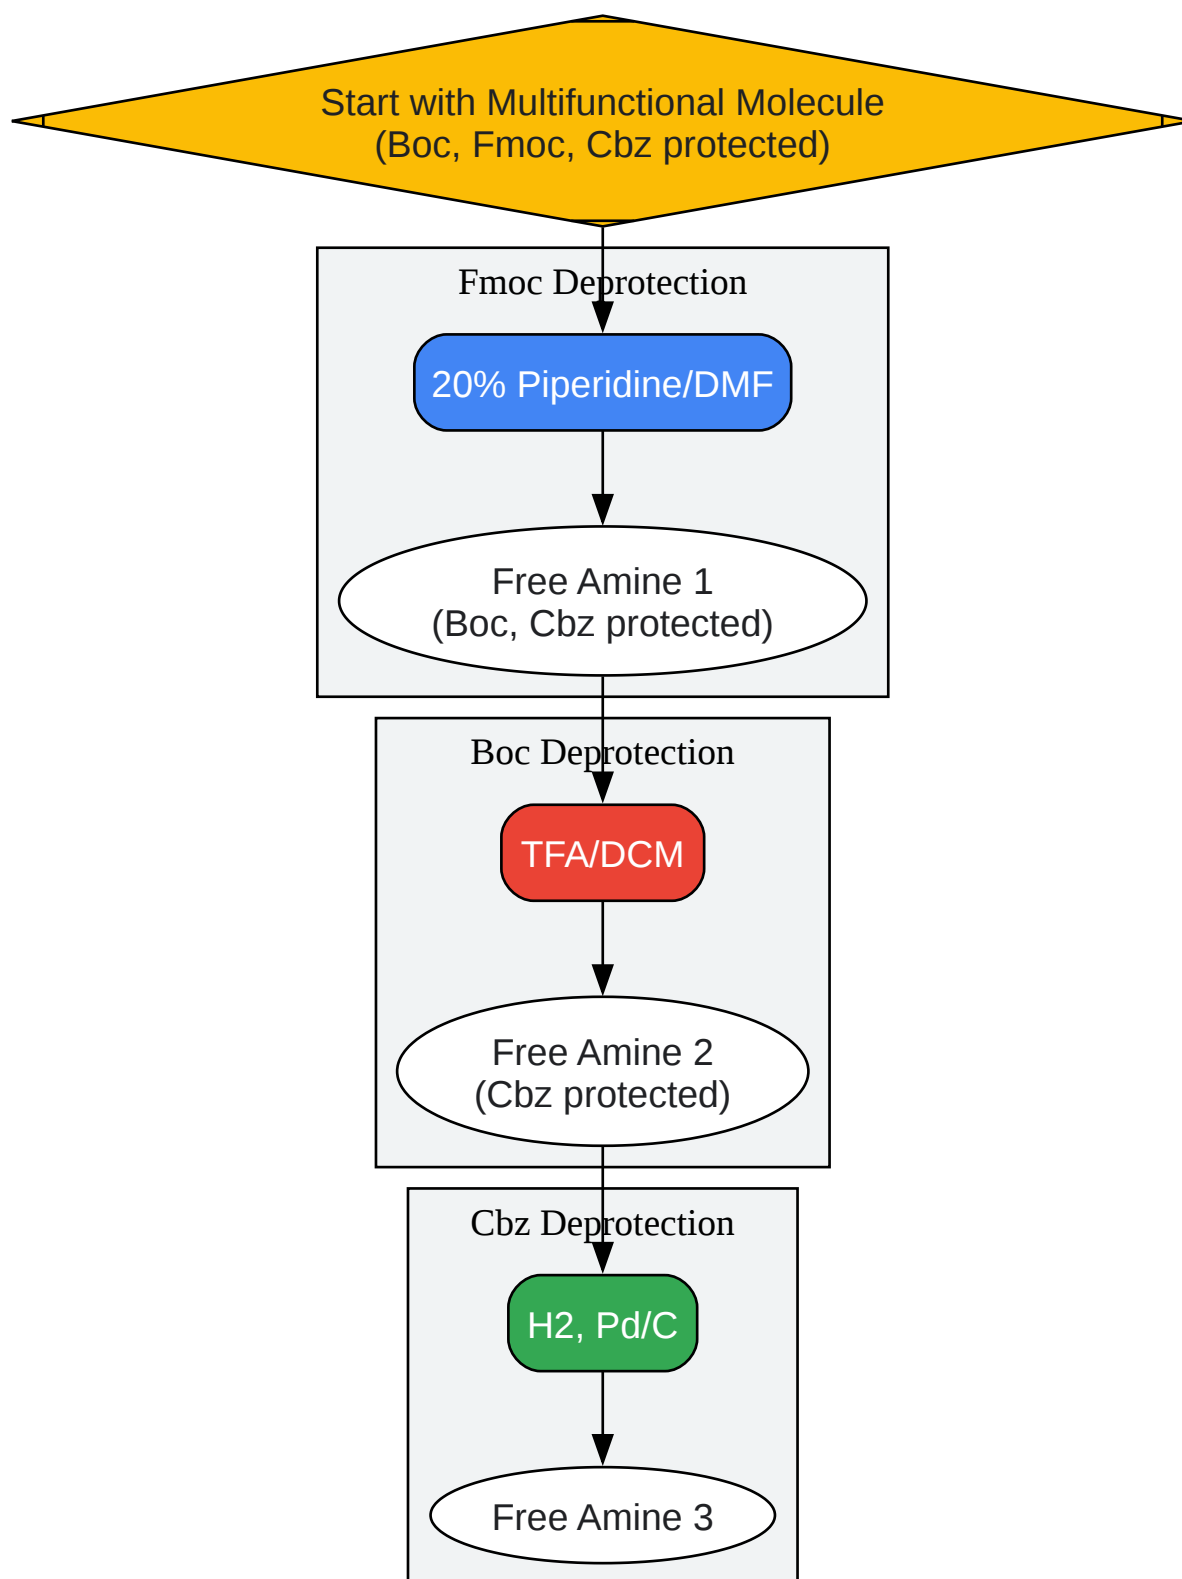 Start with Multifunctional Molecule
(Boc, Fmoc, Cbz protected)
Fmoc Deprotection
20% Piperidine/DMF
Free Amine 1
(Boc, Cbz protected)
Boc Deprotection
TFA/DCM
Free Amine 2
(Cbz protected)
Cbz Deprotection
H2, Pd/C
Free Amine 3